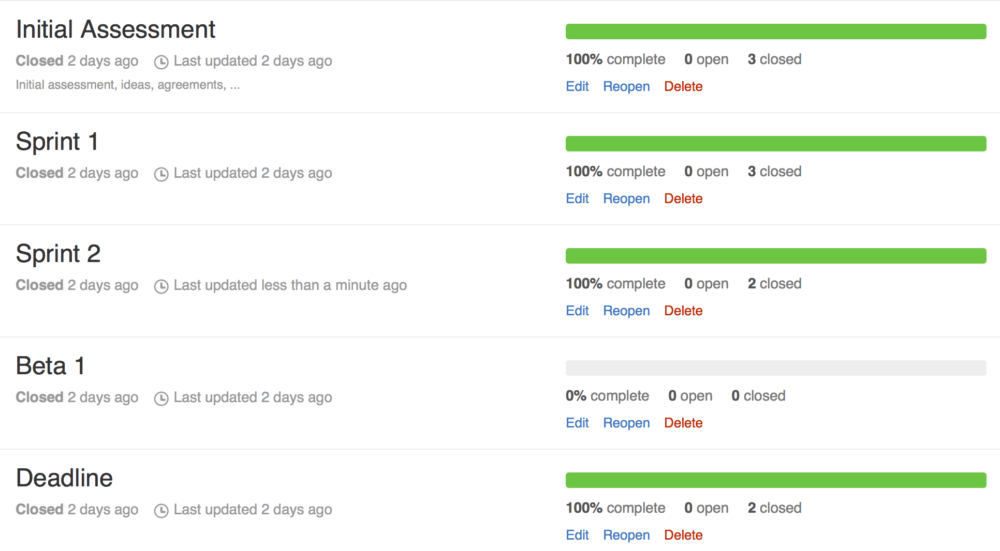 Initial Assessment
Closed 2 days ago Last updated 2 days ago
Initial assessment, ideas, agreements, ...
100% complete 0 open 3 closed
Edit Reopen Delete
Sprint 1
Closed 2 days ago Last updated 2 days ago
100% complete 0 open 3 closed
Edit Reopen Delete
Sprint 2
Closed 2 days ago Last updated less than a minute ago
100% complete 0 open 2 closed
Edit Reopen Delete
Beta 1
Closed 2 days ago Last updated 2 days ago
0% complete 0 open 0 closed
Edit Reopen Delete
Deadline
Closed 2 days ago Last updated 2 days ago
100% complete 0 open 2 closed
Edit Reopen Delete